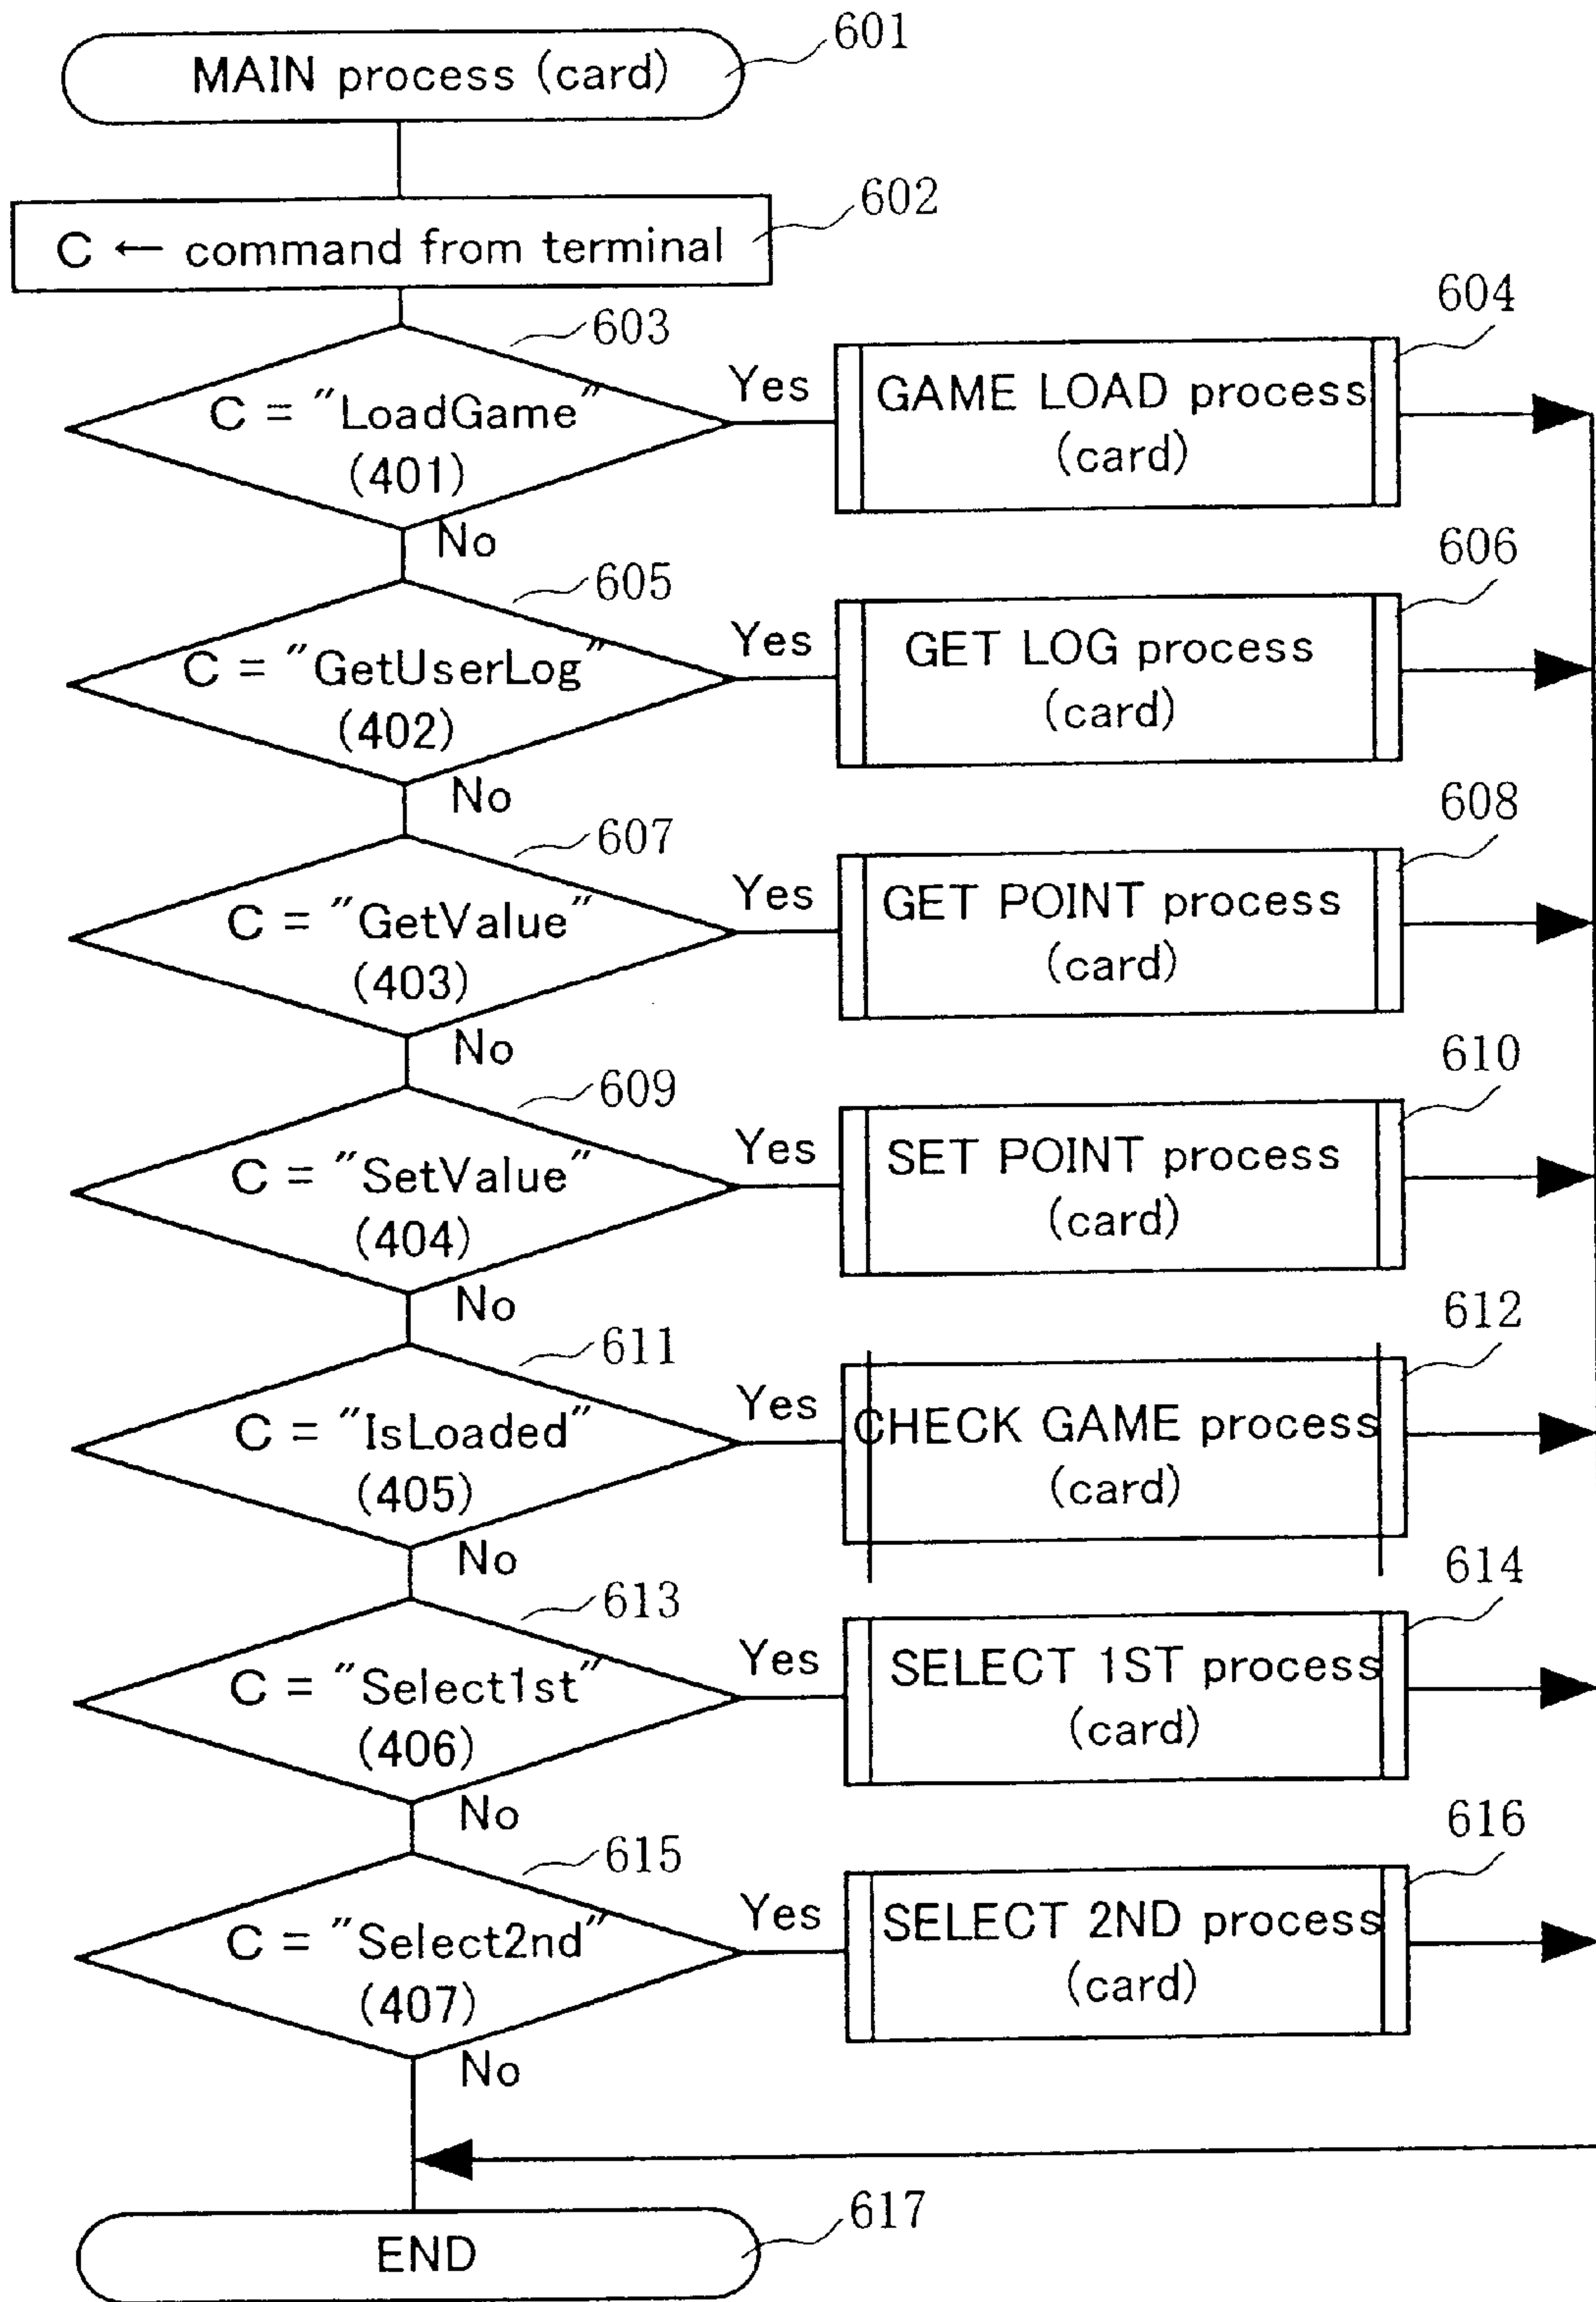 601
MAIN process (card)
602
C ← command from terminal
603
604
C = "LoadGame"
(401)
Yes
GAME LOAD process
(card)
No
605
606
C = "GetUserLog"
(402)
Yes
GET LOG process
(card)
No
607
608
C = "GetValue"
(403)
Yes
GET POINT process
(card)
No
609
610
C = "SetValue"
(404)
Yes
SET POINT process
(card)
No
611
612
C = "IsLoaded"
(405)
Yes
CHECK GAME process
(card)
No
613
614
C = "Select1st"
(406)
Yes
SELECT 1ST process
(card)
No
615
616
C = "Select2nd"
(407)
Yes
SELECT 2ND process
(card)
No
617
END